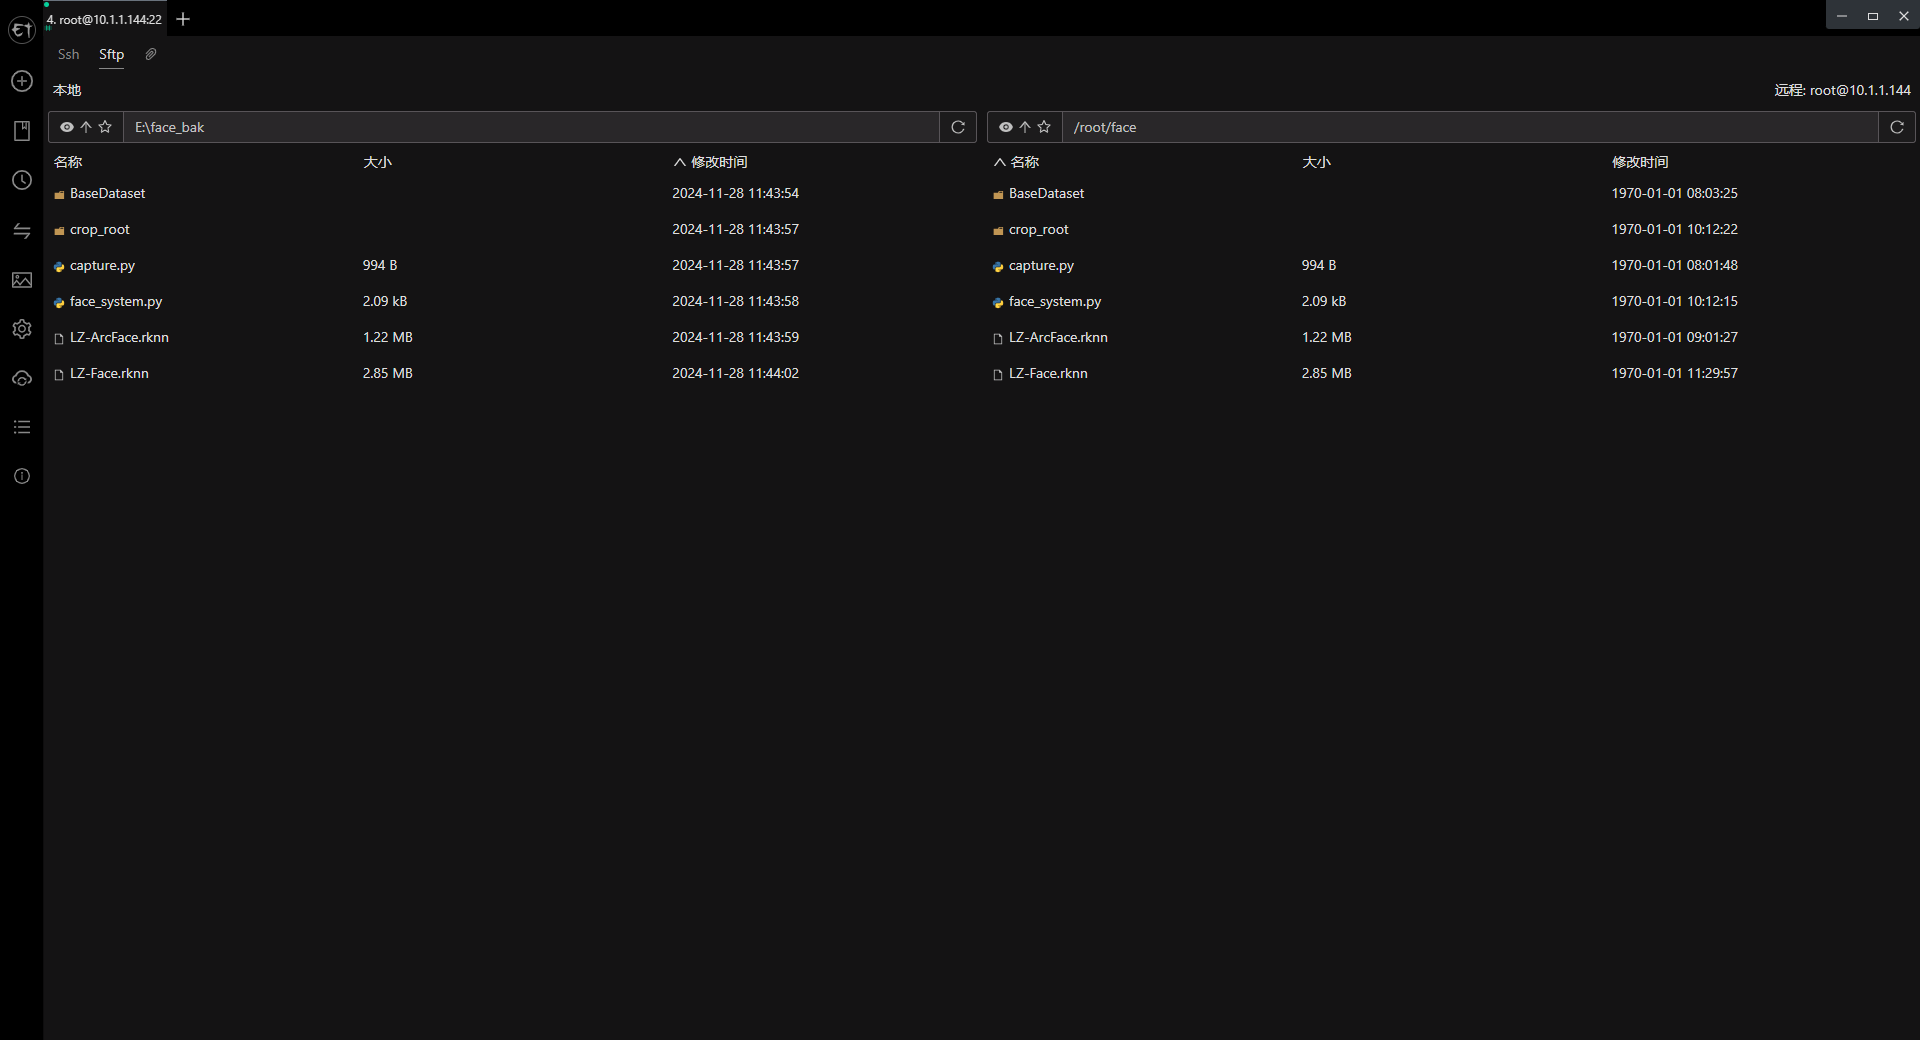 4. root@10.1.1.144:22
Ssh Sftp
本地
远程: root@10.1.1.144
E:\face_bak
/root/face
名称 大小 修改时间
BaseDataset 2024-11-28 11:43:54
crop_root 2024-11-28 11:43:57
capture.py 994 B 2024-11-28 11:43:57
face_system.py 2.09 kB 2024-11-28 11:43:58
LZ-ArcFace.rknn 1.22 MB 2024-11-28 11:43:59
LZ-Face.rknn 2.85 MB 2024-11-28 11:44:02
名称 大小 修改时间
BaseDataset 1970-01-01 08:03:25
crop_root 1970-01-01 10:12:22
capture.py 994 B 1970-01-01 08:01:48
face_system.py 2.09 kB 1970-01-01 10:12:15
LZ-ArcFace.rknn 1.22 MB 1970-01-01 09:01:27
LZ-Face.rknn 2.85 MB 1970-01-01 11:29:57